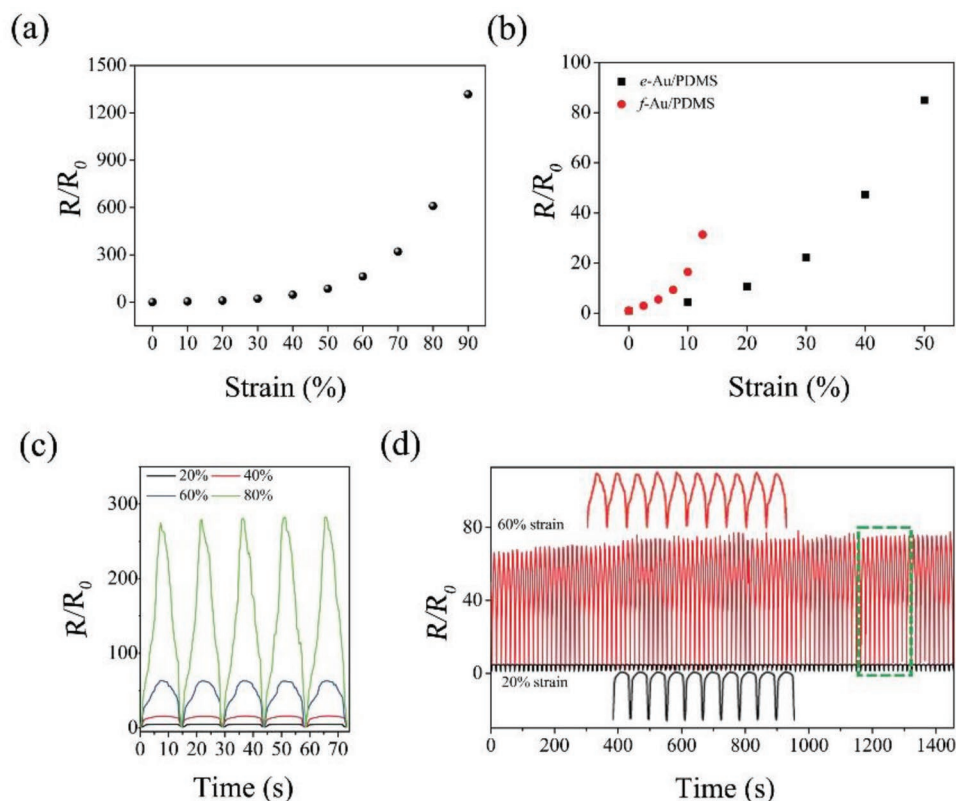 (a)
1500
1200
900
600
300
0
R/R0
0 10 20 30 40 50 60 70 80 90
Strain (%)
(b)
100
80
60
40
20
0
R/R0
e-Au/PDMS
f-Au/PDMS
0 10 20 30 40 50
Strain (%)
(c)
20% 40%
60% 80%
300
200
100
0
R/R0
0 10 20 30 40 50 60 70
Time (s)
(d)
60% strain
80
40
0
R/R0
20% strain
0 200 400 600 800 1000 1200 1400
Time (s)